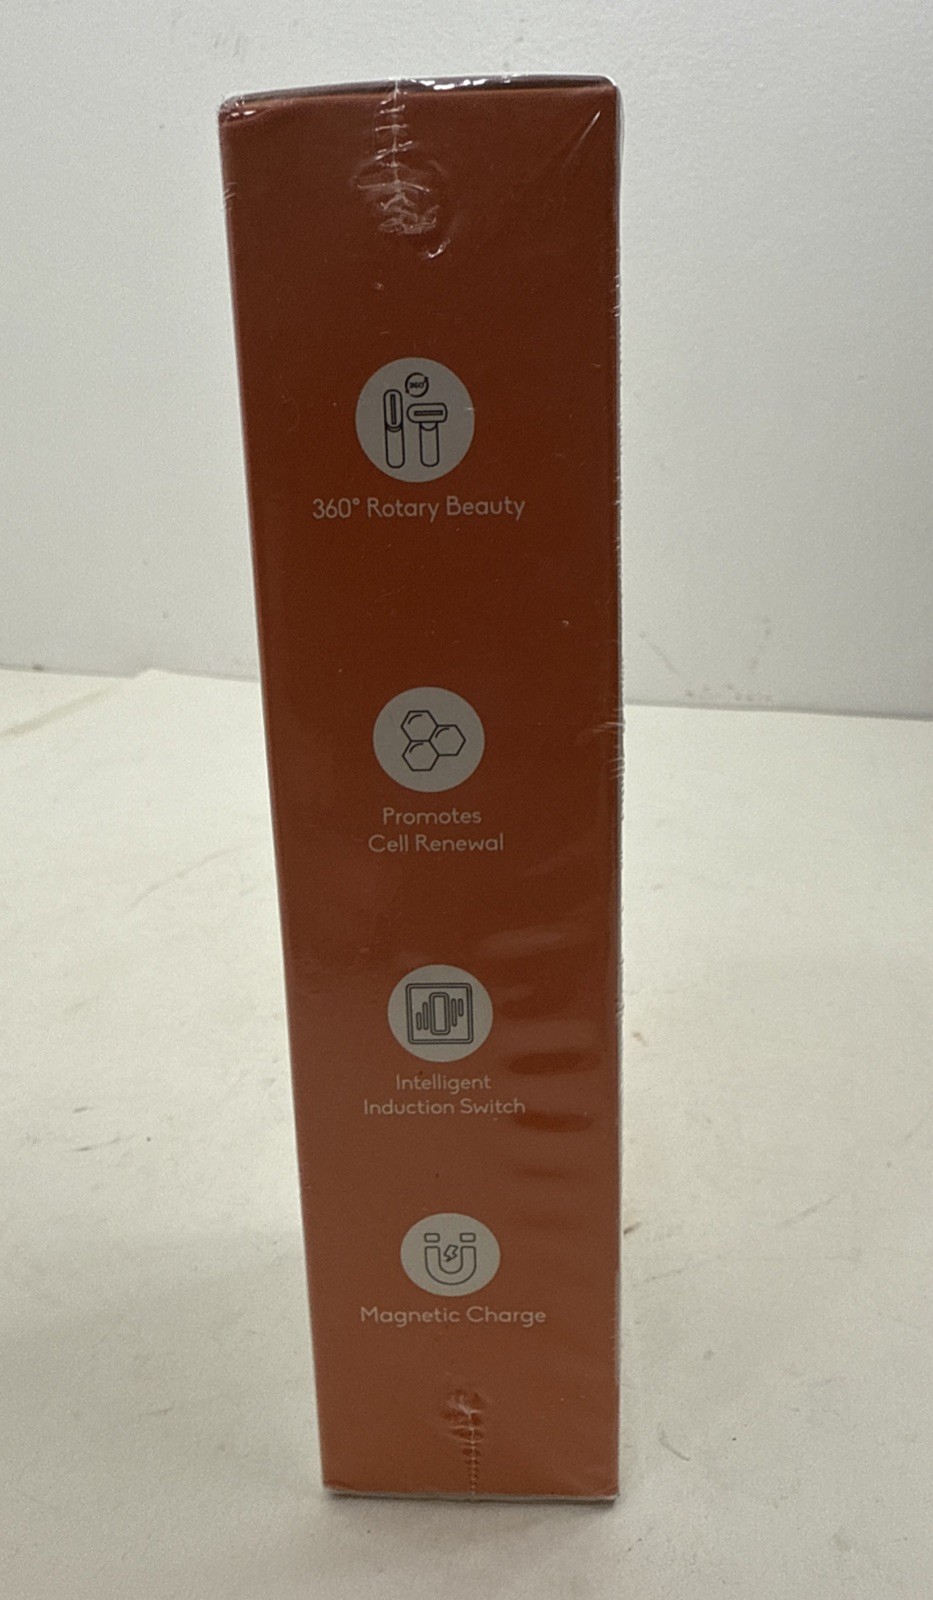 360°
360° Rotary Beauty
Promotes
Cell Renewal
Intelligent
Induction Switch
Magnetic Charge